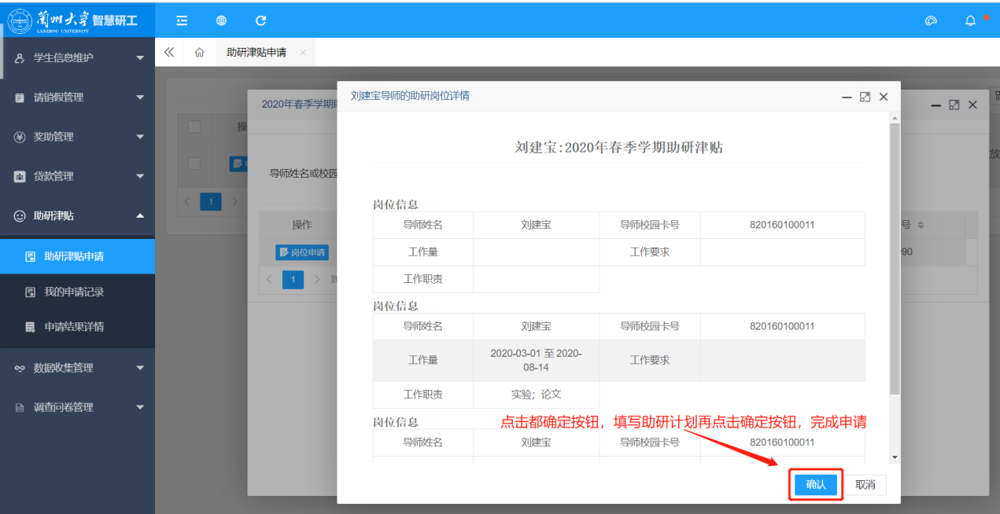 兰州大学 智慧研工
LANZHOU UNIVERSITY
学生信息维护
请销假管理
奖助管理
贷款管理
助研津贴
助研津贴申请
我的申请记录
申请结果详情
数据收集管理
调查问卷管理
助研津贴申请 ×
1
2020年春季学期
导师姓名或校园
操作
岗位申请
1
到
号
90
放
刘建宝导师的助研岗位详情
刘建宝:2020年春季学期助研津贴
岗位信息
导师姓名 刘建宝 导师校园卡号 820160100011
工作量 工作要求
工作职责
岗位信息
导师姓名 刘建宝 导师校园卡号 820160100011
工作量 2020-03-01 至 2020-
08-14 工作要求
工作职责 实验；论文
岗位信息
点击都确定按钮，填写助研计划再点击确定按钮，完成申请
导师姓名 刘建宝 导师校园卡号 820160100011
确认 取消